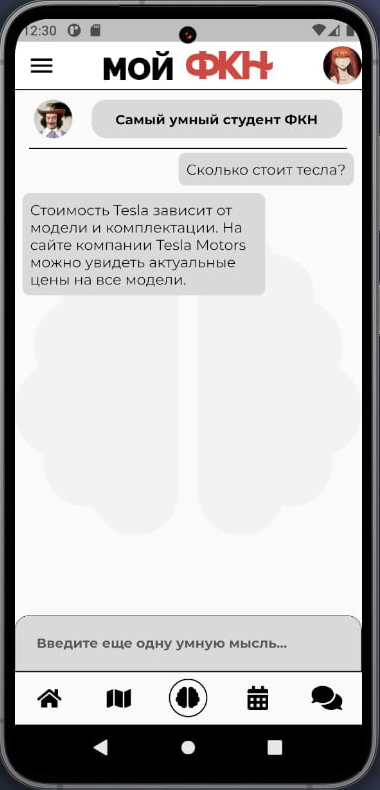 12:30
МОЙ ФКН
Самый умный студент ФКН
Сколько стоит тесла?
Стоимость Tesla зависит от
модели и комплектации. На
сайте компании Tesla Motors
можно увидеть актуальные
цены на все модели.
Введите еще одну умную мысль...